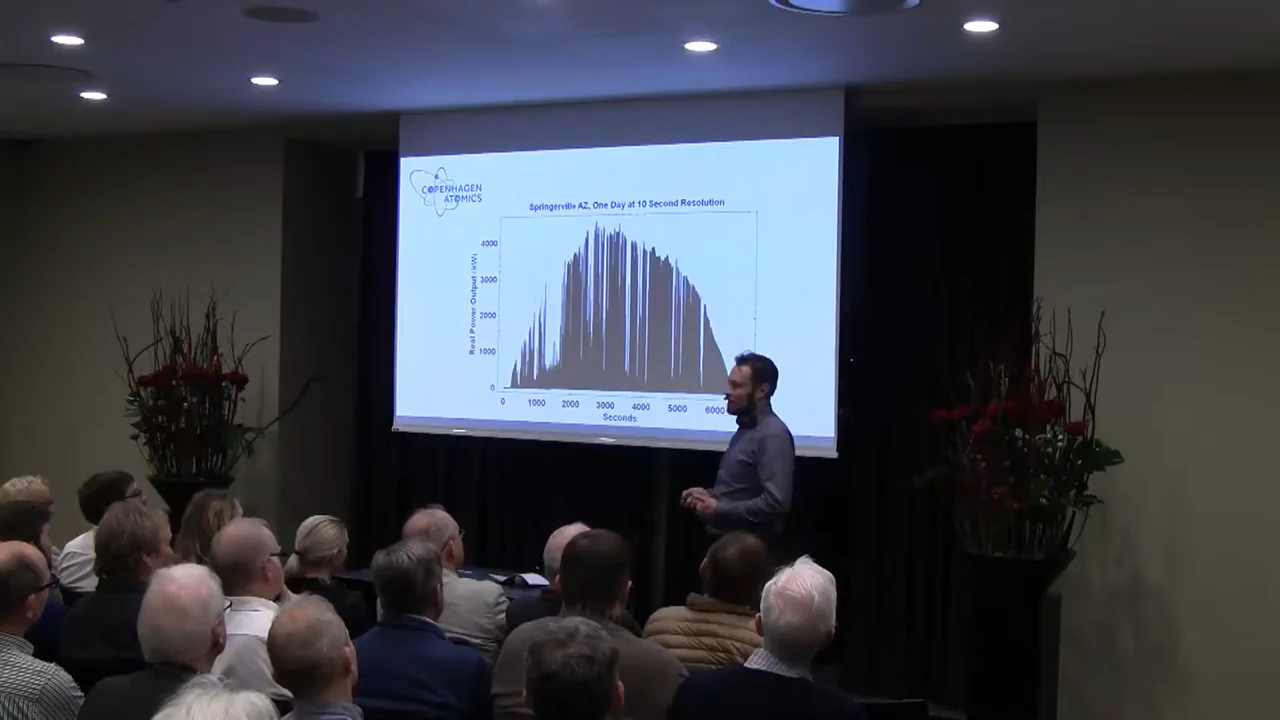 COPENHAGEN
ATOMICS
Springerville AZ, One Day at 10 Second Resolution
Real Power Output (kW)
4000
3000
2000
1000
0
0 1000 2000 3000 4000 5000 6000
Seconds